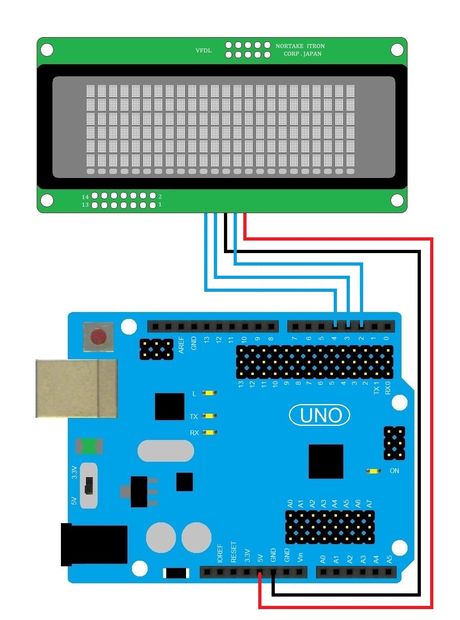 VFDL
NORTAKE ITRON
CORP .JAPAN
14 2
13 1
AREF
GND
13
12
11
10
9
8
7
6
5
4
3
2
1
0
13
12
11
10
9
8
7
6
5
4
3
2
TX 1
RX 0
L
TX
RX
UNO
ON
3.3V
5V
A0
A1
A2
A3
A4
A5
A6
A7
IOREF
RESET
3.3V
5V
GND
GND
Vin
A0
A1
A2
A3
A4
A5